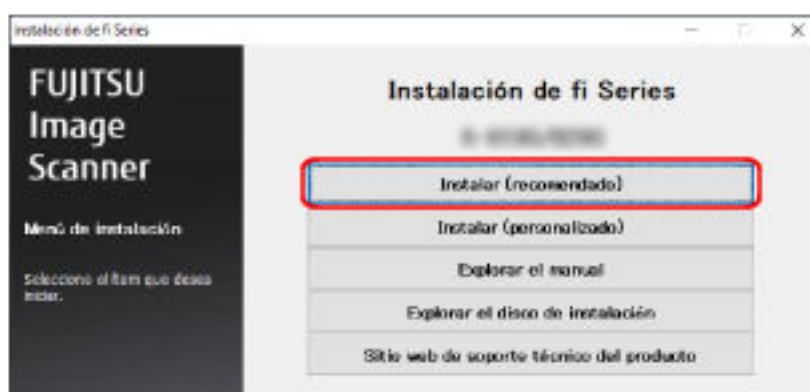 Instalación de fi Series
FUJITSU
Image
Scanner
Menú de instalación
Seleccione el ítem que desea
iniciar.
Instalación de fi Series
Instalar (recomendado)
Instalar (personalizado)
Explorar el manual
Explorar el disco de instalación
Sitio web de soporte técnico del producto